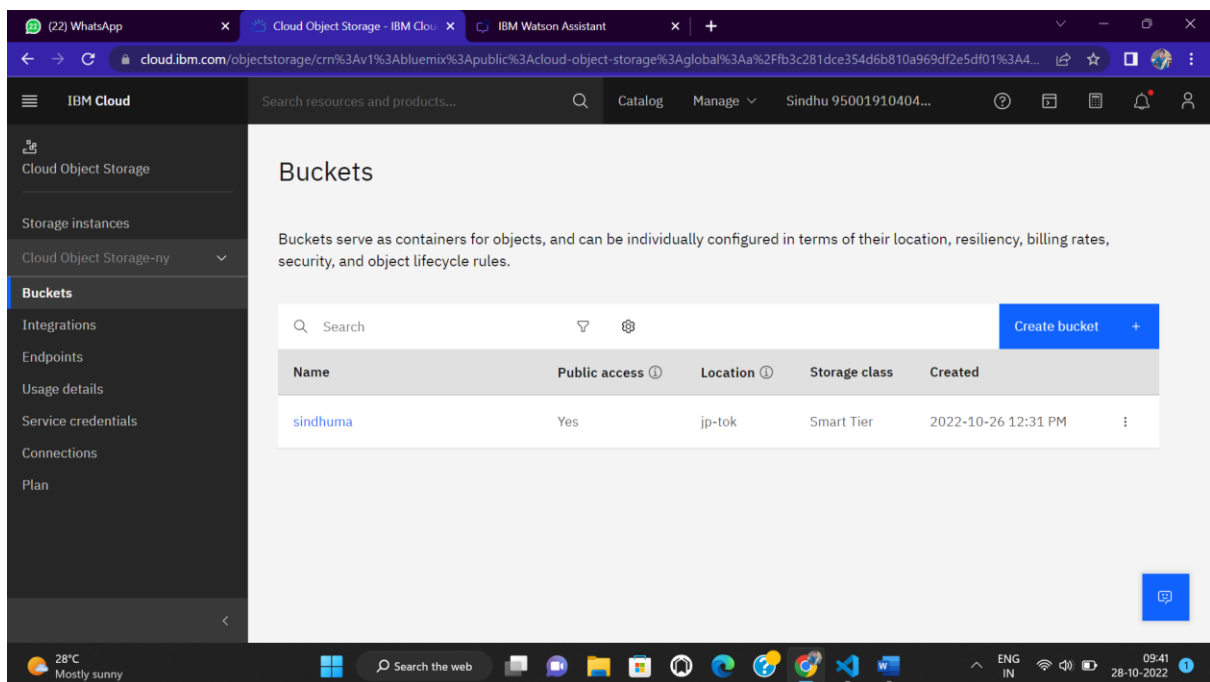 (22) WhatsApp
Cloud Object Storage - IBM Clou
IBM Watson Assistant
cloud.ibm.com/objectstorage/crn%3Av1%3Abluemix%3Apublic%3Acloud-object-storage%3Aglobal%3Aa%2Ffb3c281dce354d6b810a969df2e5df01%3A4...
IBM Cloud
Search resources and products...
Catalog
Manage
Sindhu 95001910404...
Cloud Object Storage
Storage instances
Cloud Object Storage-ny
Buckets
Integrations
Endpoints
Usage details
Service credentials
Connections
Plan
Buckets
Buckets serve as containers for objects, and can be individually configured in terms of their location, resiliency, billing rates,
security, and object lifecycle rules.
Search
Create bucket +
Name Public access Location Storage class Created
sindhuma Yes jp-tok Smart Tier 2022-10-26 12:31 PM
28°C
Mostly sunny
Search the web
ENG
IN
09:41
28-10-2022
1